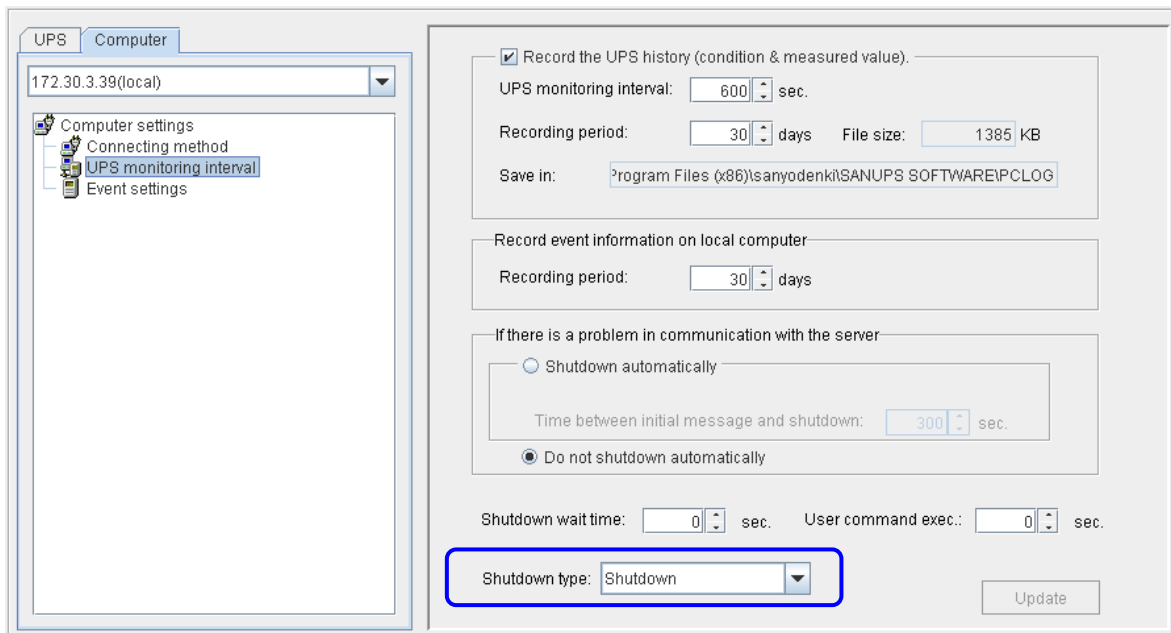 UPS Computer
172.30.3.39(local)
Computer settings
Connecting method
UPS monitoring interval
Event settings
Record the UPS history (condition & measured value).
UPS monitoring interval: 600 sec.
Recording period: 30 days File size: 1385 KB
Save in: Program Files (x86)\sanyodenki\SANUPS SOFTWARE\PCLOG
Record event information on local computer
Recording period: 30 days
If there is a problem in communication with the server
Shutdown automatically
Time between initial message and shutdown: 300 sec.
Do not shutdown automatically
Shutdown wait time: 0 sec. User command exec.: 0 sec.
Shutdown type: Shutdown
Update